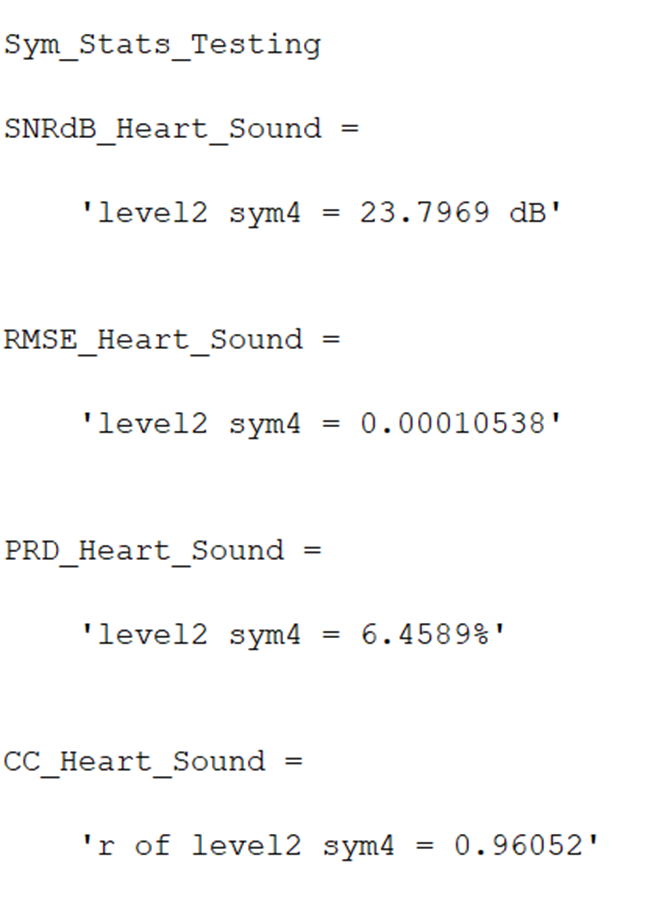 Sym_Stats_Testing
SNRdB_Heart_Sound =
'level2 sym4 = 23.7969 dB'
RMSE_Heart_Sound =
'level2 sym4 = 0.00010538'
PRD_Heart_Sound =
'level2 sym4 = 6.4589%'
CC_Heart_Sound =
'r of level2 sym4 = 0.96052'